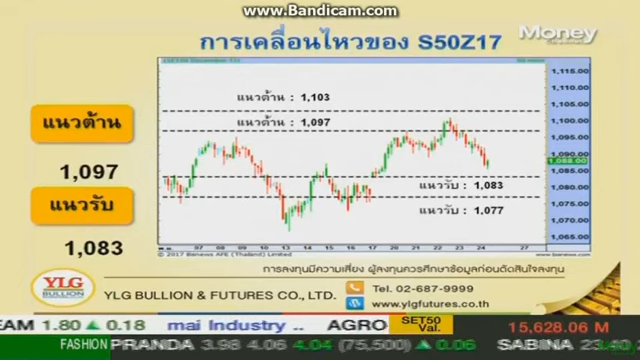 www.Bandicam.com
Money
การเคลื่อนไหวของ S50Z17
แนวต้าน
1,097
แนวรับ
1,083
แนวต้าน : 1,103
แนวต้าน : 1,097
แนวรับ : 1,083
แนวรับ : 1,077
1,115.00
1,110.00
1,105.00
1,100.00
1,095.00
1,090.00
1,088.00
1,085.00
1,080.00
1,075.00
1,070.00
1,065.00
07 08 09 10 13 14 15 16 17 20 21 22 23 24
© 2017 Bisnews AFE (Thailand) Limited
www.bisnews.com
การลงทุนมีความเสี่ยง ผู้ลงทุนควรศึกษาข้อมูลก่อนตัดสินใจลงทุน
YLG
BULLION
YLG BULLION & FUTURES CO., LTD.
Tel. 02-687-9999
www.ylgfutures.co.th
EAM 1.80 ▲ 0.18 mai Industry .. AGRO
SET50
Val.
15,628.06 M
FASHION PRANDA 3.98 4.06 4.04 (75,500) ▲ 0.06 SABINA 23.40